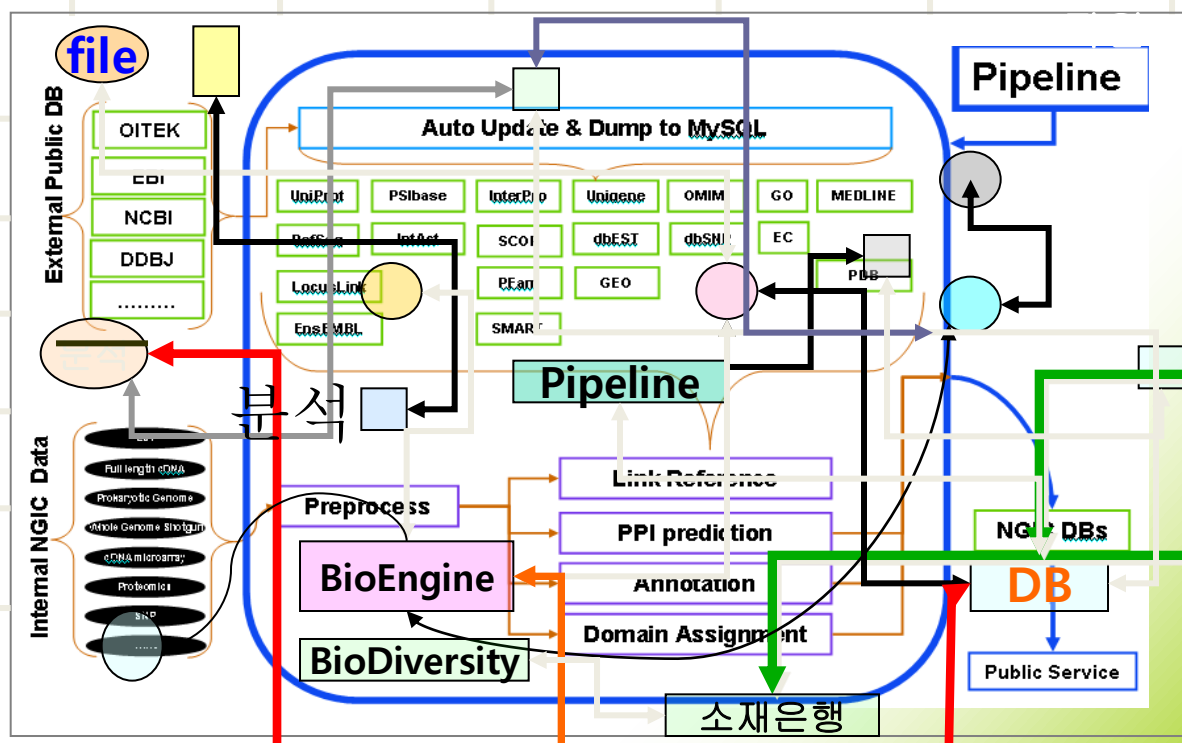 file
Pipeline
External Public DB
OITEK
EBI
NCBI
DDBJ
.........
Auto Update & Dump to MySQL
UniProt
PSIbase
InterPro
Unigene
OMIM
GO
MEDLINE
RefSeq
IntAct
SCOP
dbEST
dbSNP
EC
LocusLink
PFam
GEO
PDB
EnsEMBL
SMART
분석
Pipeline
분석
Internal NGIC Data
Full length cDNA
Prokaryotic Genome
Whole Genome Shotgun
cDNA microarray
Proteomics
SNP
......
Preprocess
Link Reference
PPI prediction
Annotation
Domain Assignment
BioEngine
BioDiversity
소재은행
NGIC DBs
DB
Public Service